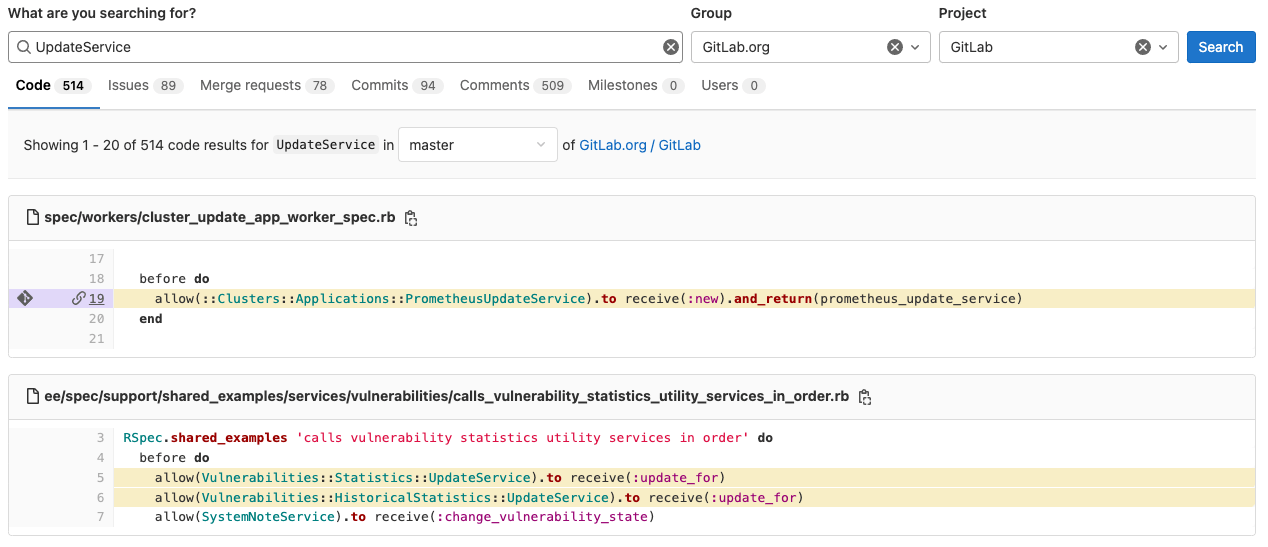 What are you searching for?
Group
Project
UpdateService
GitLab.org
GitLab
Search
Code 514 Issues 89 Merge requests 78 Commits 94 Comments 509 Milestones 0 Users 0
Showing 1 - 20 of 514 code results for UpdateService in master of GitLab.org / GitLab
spec/workers/cluster_update_app_worker_spec.rb
17
18 before do
19 allow(::Clusters::Applications::PrometheusUpdateService).to receive(:new).and_return(prometheus_update_service)
20 end
21
ee/spec/support/shared_examples/services/vulnerabilities/calls_vulnerability_statistics_utility_services_in_order.rb
3 RSpec.shared_examples 'calls vulnerability statistics utility services in order' do
4 before do
5 allow(Vulnerabilities::Statistics::UpdateService).to receive(:update_for)
6 allow(Vulnerabilities::HistoricalStatistics::UpdateService).to receive(:update_for)
7 allow(SystemNoteService).to receive(:change_vulnerability_state)